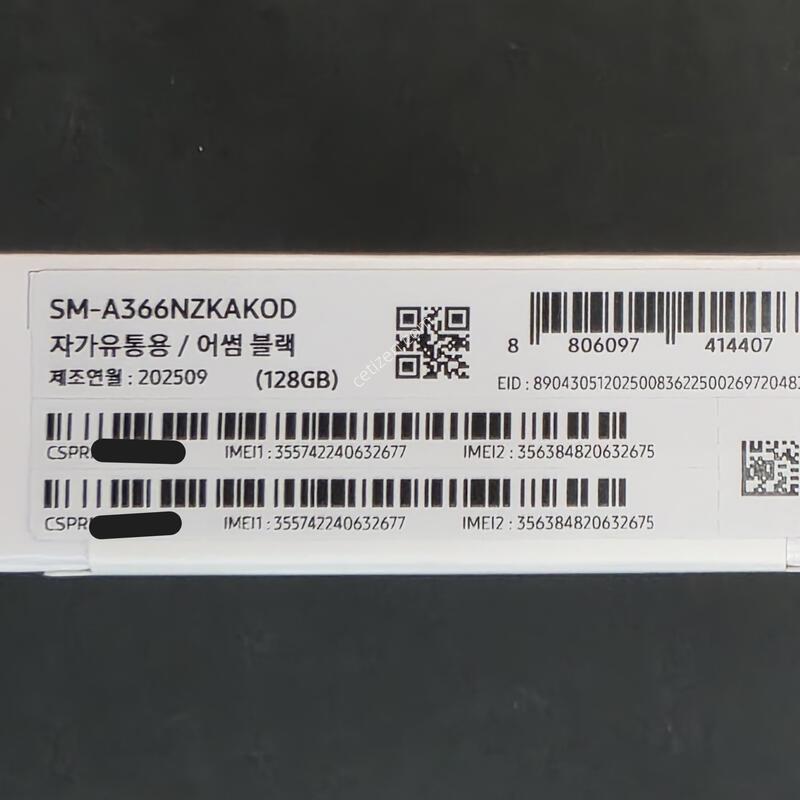 SM-A366NZKAKOD
자가유통용 / 어썸 블랙
제조연월 : 202509 (128GB)
8 806097 414407
EID : 8904305120250083622500269720483
CSPR IMEI1 : 355742240632677 IMEI2 : 356384820632675
CSPR IMEI1 : 355742240632677 IMEI2 : 356384820632675